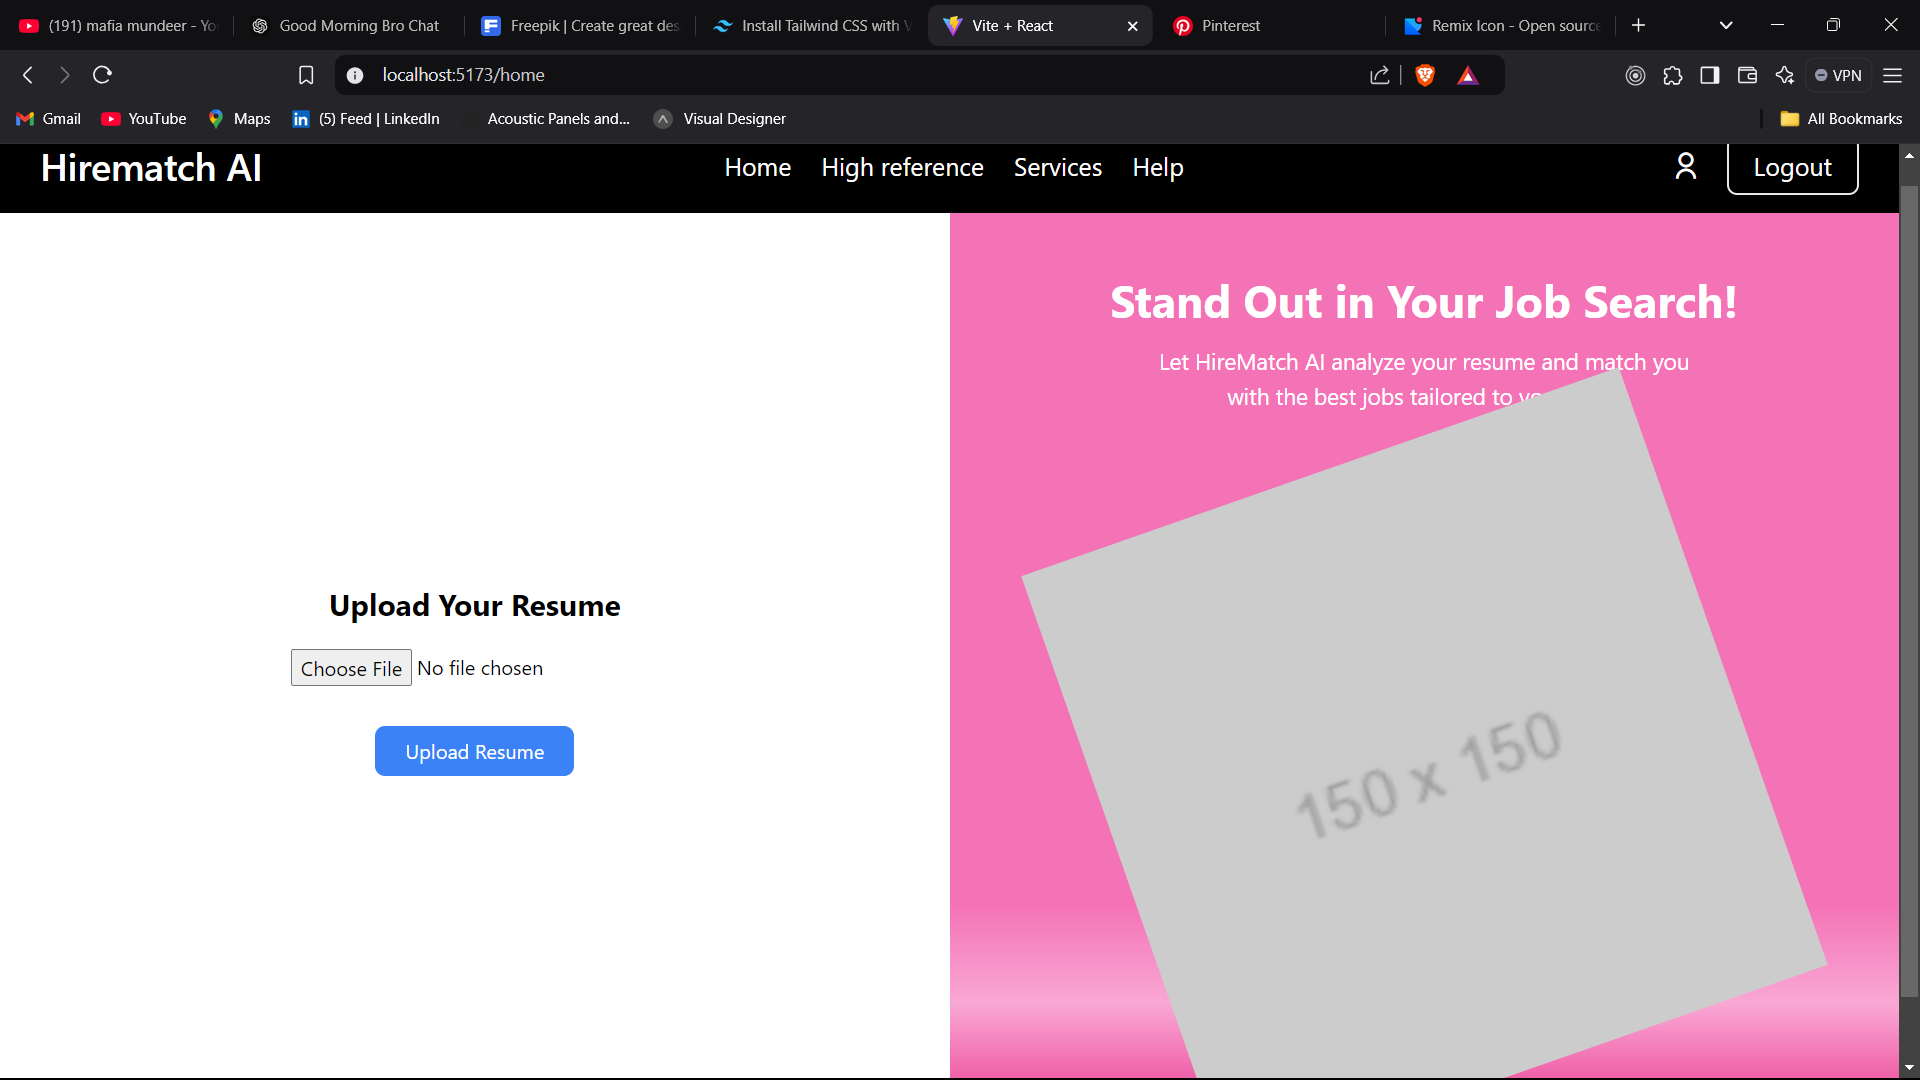 (191) mafia mundeer - Yo
Good Morning Bro Chat
Freepik | Create great des
Install Tailwind CSS with V
Vite + React
Pinterest
Remix Icon - Open source
localhost:5173/home
VPN
Gmail
YouTube
Maps
(5) Feed | LinkedIn
Acoustic Panels and...
Visual Designer
All Bookmarks
Hirematch AI
Home
High reference
Services
Help
Logout
Upload Your Resume
Choose File No file chosen
Upload Resume
Stand Out in Your Job Search!
Let HireMatch AI analyze your resume and match you
with the best jobs tailored to
150 x 150